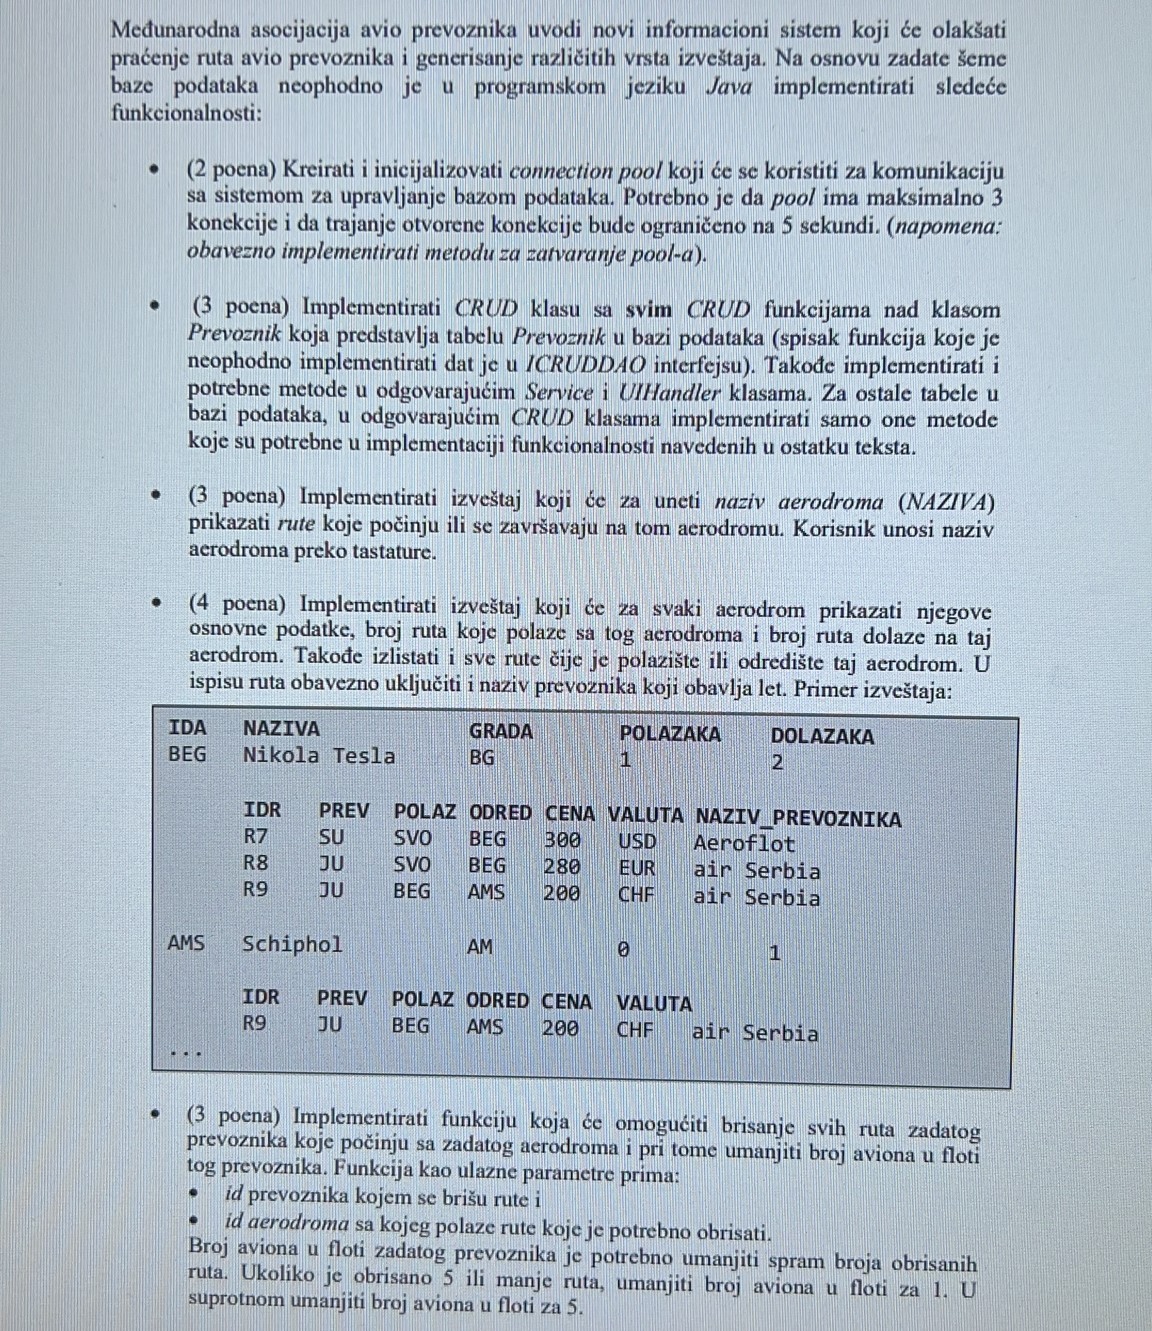 Međunarodna asocijacija avio prevoznika uvodi novi informacioni sistem koji će olakšati
praćenje ruta avio prevoznika i generisanje različitih vrsta izveštaja. Na osnovu zadate šeme
baze podataka neophodno je u programskom jeziku Java implementirati sledeće
funkcionalnosti:
• (2 poena) Kreirati i inicijalizovati connection pool koji će se koristiti za komunikaciju
sa sistemom za upravljanje bazom podataka. Potrebno je da pool ima maksimalno 3
konekcije i da trajanje otvorene konekcije bude ograničeno na 5 sekundi. (napomena:
obavezno implementirati metodu za zatvaranje pool-a).
• (3 poena) Implementirati CRUD klasu sa svim CRUD funkcijama nad klasom
Prevoznik koja predstavlja tabelu Prevoznik u bazi podataka (spisak funkcija koje je
neophodno implementirati dat je u ICRUDDAO interfejsu). Takođe implementirati i
potrebne metode u odgovarajućim Service i UIHandler klasama. Za ostale tabele u
bazi podataka, u odgovarajućim CRUD klasama implementirati samo one metode
koje su potrebne u implementaciji funkcionalnosti navedenih u ostatku teksta.
• (3 poena) Implementirati izveštaj koji će za uneti naziv aerodroma (NAZIVA)
prikazati rute koje počinju ili se završavaju na tom aerodromu. Korisnik unosi naziv
aerodroma preko tastature.
• (4 poena) Implementirati izveštaj koji će za svaki aerodrom prikazati njegove
osnovne podatke, broj ruta koje polaze sa tog aerodroma i broj ruta dolaze na taj
aerodrom. Takođe izlistati i sve rute čije je polazište ili odredište taj aerodrom. U
ispisu ruta obavezno uključiti i naziv prevoznika koji obavlja let. Primer izveštaja:
IDA NAZIVA GRADA POLAZAKA DOLAZAKA
BEG Nikola Tesla BG 1 2
IDR PREV POLAZ ODRED CENA VALUTA NAZIV_PREVOZNIKA
R7 SU SVO BEG 300 USD Aeroflot
R8 JU SVO BEG 280 EUR air Serbia
R9 JU BEG AMS 200 CHF air Serbia
AMS Schiphol AM 0 1
IDR PREV POLAZ ODRED CENA VALUTA
R9 JU BEG AMS 200 CHF air Serbia
...
• (3 poena) Implementirati funkciju koja će omogućiti brisanje svih ruta zadatog
prevoznika koje počinju sa zadatog aerodroma i pri tome umanjiti broj aviona u floti
tog prevoznika. Funkcija kao ulazne parametre prima:
• id prevoznika kojem se brišu rute i
• id aerodroma sa kojeg polaze rute koje je potrebno obrisati.
Broj aviona u floti zadatog prevoznika je potrebno umanjiti spram broja obrisanih
ruta. Ukoliko je obrisano 5 ili manje ruta, umanjiti broj aviona u floti za 1. U
suprotnom umanjiti broj aviona u floti za 5.